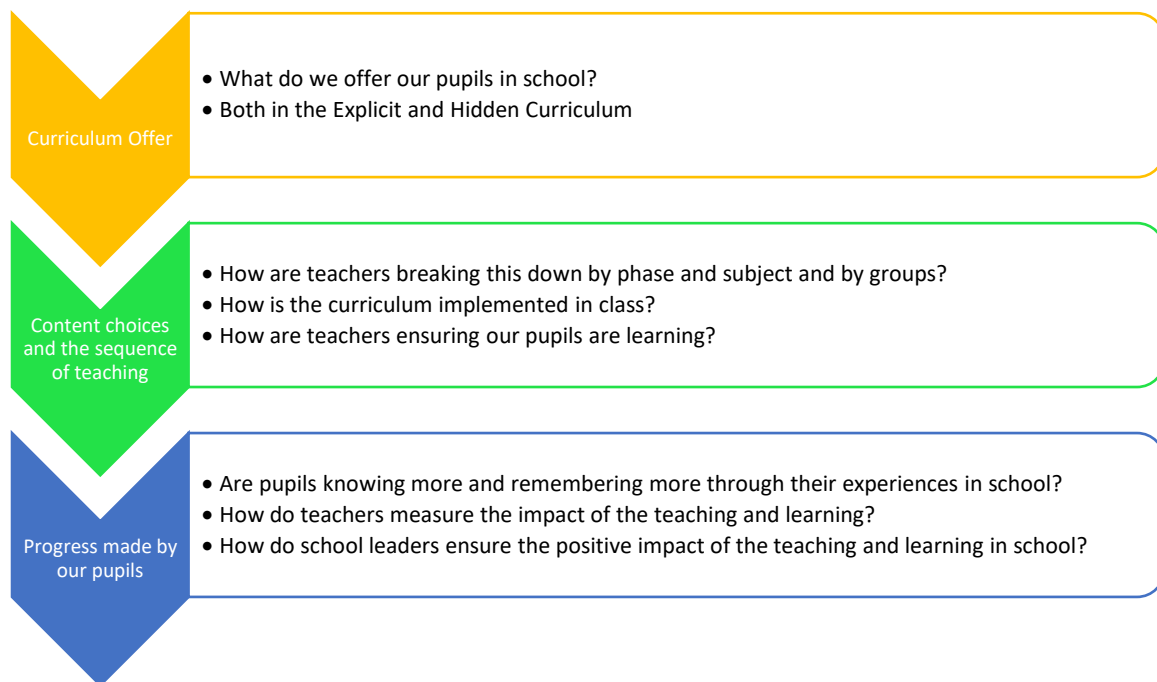 Curriculum Offer
• What do we offer our pupils in school?
• Both in the Explicit and Hidden Curriculum
Content choices
and the sequence
of teaching
• How are teachers breaking this down by phase and subject and by groups?
• How is the curriculum implemented in class?
• How are teachers ensuring our pupils are learning?
Progress made by
our pupils
• Are pupils knowing more and remembering more through their experiences in school?
• How do teachers measure the impact of the teaching and learning?
• How do school leaders ensure the positive impact of the teaching and learning in school?